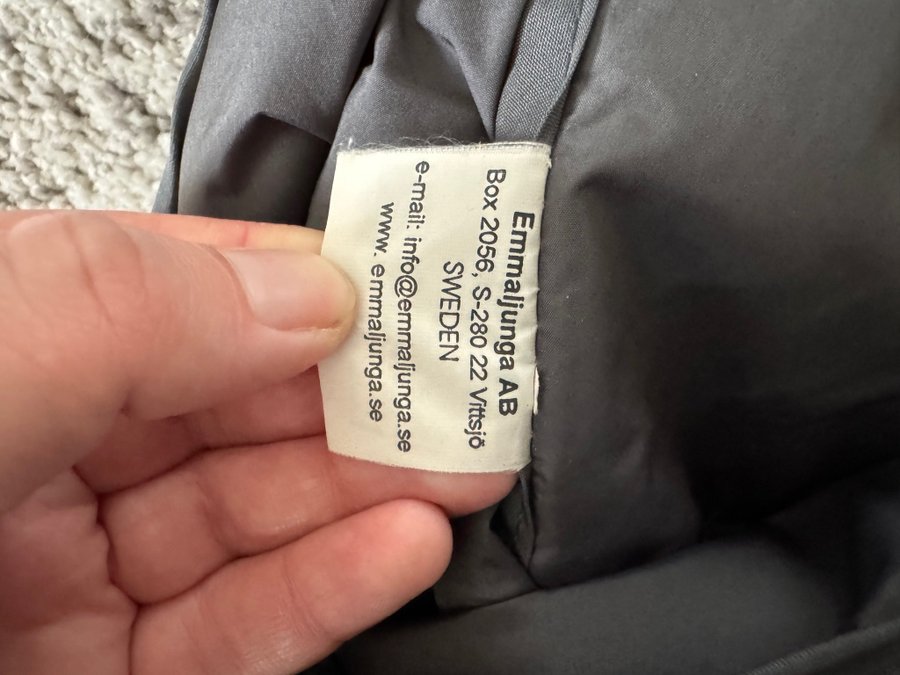 Emmaljunga AB
Box 2056, S-280 22 Vittsjö
SWEDEN
e-mail: info@emmaljunga.se
www. emmaljunga.se